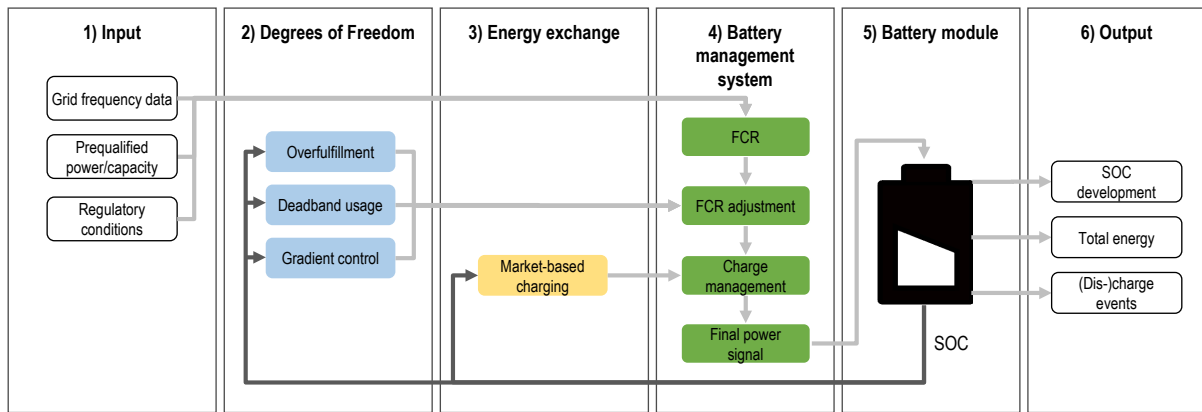 1) Input
Grid frequency data
Prequalified
power/capacity
Regulatory
conditions
2) Degrees of Freedom
Overfulfillment
Deadband usage
Gradient control
3) Energy exchange
Market-based
charging
4) Battery
management
system
FCR
FCR adjustment
Charge
management
Final power
signal
5) Battery module
SOC
6) Output
SOC
development
Total energy
(Dis-)charge
events